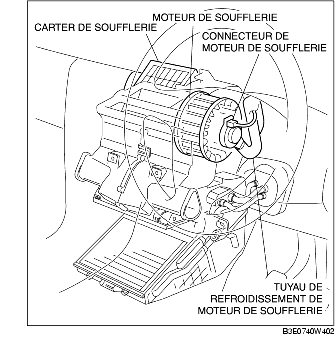 MOTEUR DE SOUFFLERIE
CARTER DE SOUFFLERIE
CONNECTEUR DE
MOTEUR DE SOUFFLERIE
TUYAU DE
REFROIDISSEMENT DE
MOTEUR DE SOUFFLERIE
B3E0740W402